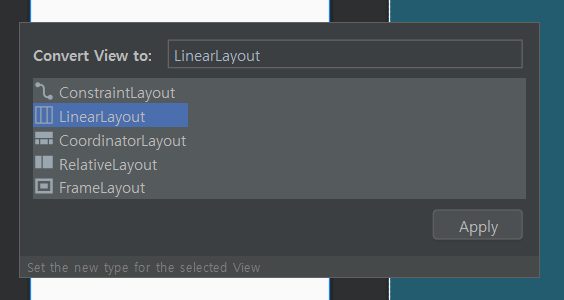 Convert View to: LinearLayout
ConstraintLayout
LinearLayout
CoordinatorLayout
RelativeLayout
FrameLayout
Apply
Set the new type for the selected View